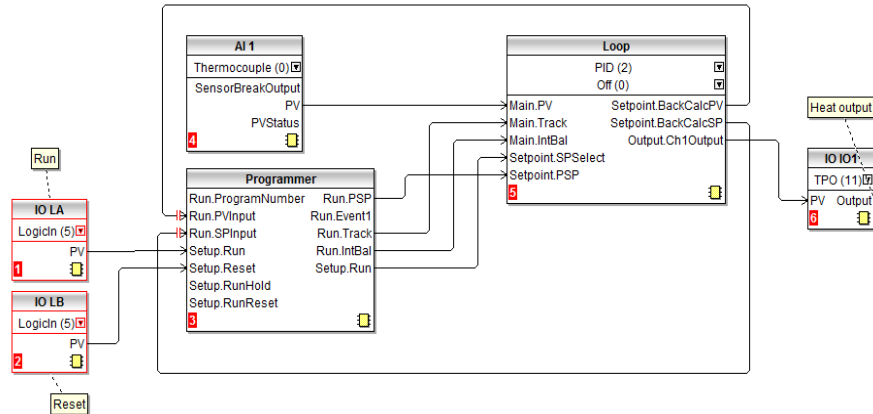 AI 1
Thermocouple (0)
SensorBreakOutput
PV
PVStatus
4
Loop
PID (2)
Off (0)
Main.PV Setpoint.BackCalcPV
Main.Track Setpoint.BackCalcSP
Main.IntBal Output.Ch1Output
Setpoint.SPSelect
Setpoint.PSP
5
Heat output
IO IO1
TPO (11)
PV Output
6
Run
IO LA
LogicIn (5)
PV
1
Programmer
Run.ProgramNumber Run.PSP
Run.PVInput Run.Event1
Run.SPInput Run.Track
Setup.Run Run.IntBal
Setup.Reset Setup.Run
Setup.RunHold
Setup.RunReset
3
IO LB
LogicIn (5)
PV
2
Reset